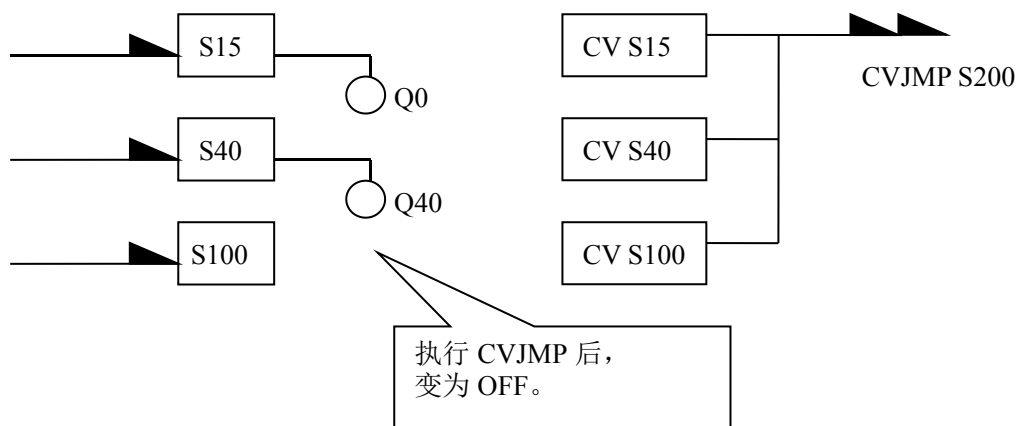 S15
CV S15
CVJMP S200
Q0
S40
CV S40
Q40
S100
CV S100
执行 CVJMP 后，
变为 OFF。